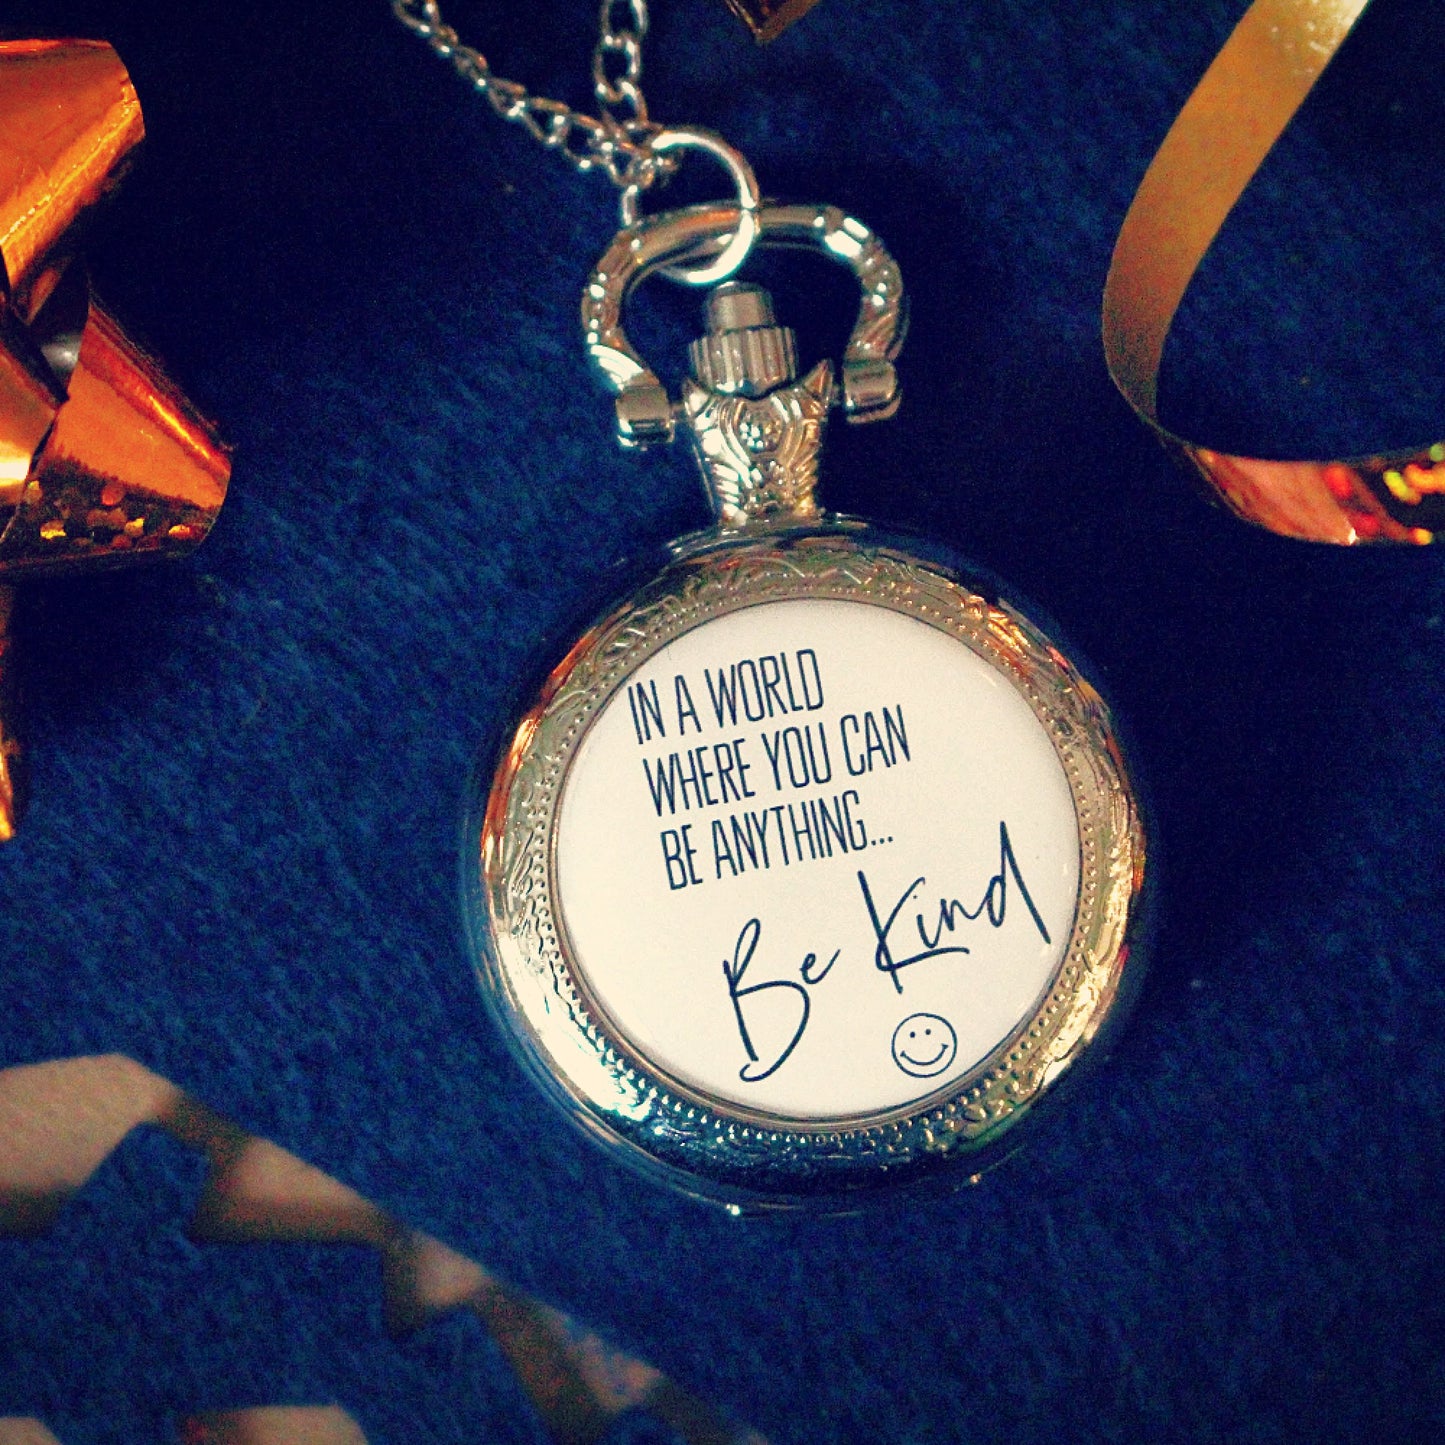 IN A WORLD
WHERE YOU CAN
BE ANYTHING...
Be Kind